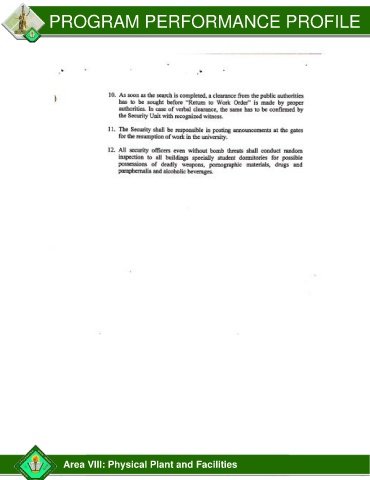 PROGRAM PERFORMANCE PROFILE
10. As soon as the search is completed, a clearance from the public authorities
has to be sought before "Return to Work Order" is made by proper
authorities. In case of verbal clearance, the same has to be confirmed by
the Security Unit with recognized witness.
11. The Security shall be responsible in posting announcements at the gates
for the resumption of work in the university.
12. All security officers even without bomb threats shall conduct random
inspection to all buildings specially student dormitories for possible
possessions of deadly weapons, pornographic materials, drugs and
paraphernalia and alcoholic beverages.
Area VIII: Physical Plant and Facilities